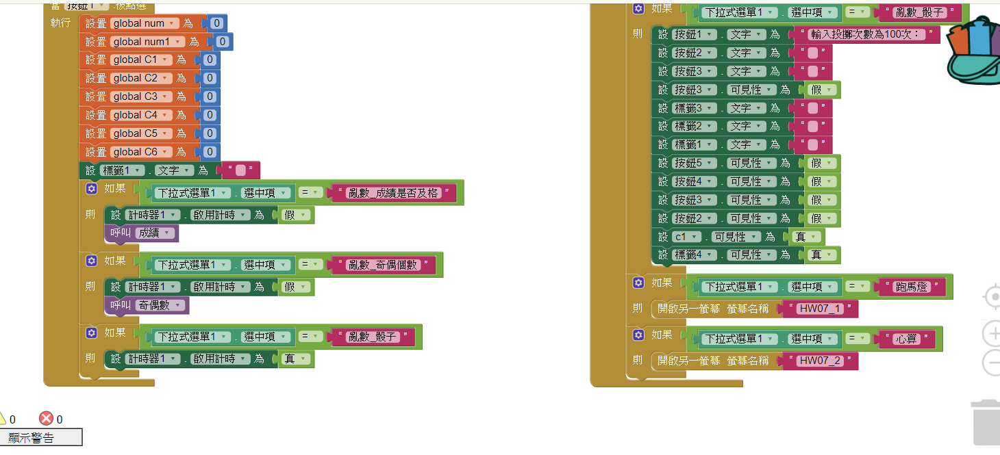 當 按鈕1 .被點選
執行 設置 global num 為 0
設置 global num1 為 0
設置 global C1 為 0
設置 global C2 為 0
設置 global C3 為 0
設置 global C4 為 0
設置 global C5 為 0
設置 global C6 為 0
設 標籤1 . 文字 為 “ ”
如果 下拉式選單1 . 選中項 = “ 亂數_成績是否及格 ”
則 設 計時器1 . 啟用計時 為 假
呼叫 成績
如果 下拉式選單1 . 選中項 = “ 亂數_奇偶個數 ”
則 設 計時器1 . 啟用計時 為 假
呼叫 奇偶數
如果 下拉式選單1 . 選中項 = “ 亂數_骰子 ”
則 設 計時器1 . 啟用計時 為 真
如果 下拉式選單1 . 選中項 = “ 亂數_骰子 ”
則 設 按鈕1 . 文字 為 “ 輸入投擲次數為100次： ”
設 按鈕2 . 文字 為 “ ”
設 按鈕3 . 文字 為 “ ”
設 按鈕3 . 可見性 為 假
設 標籤3 . 文字 為 “ ”
設 標籤2 . 文字 為 “ ”
設 標籤1 . 文字 為 “ ”
設 按鈕5 . 可見性 為 假
設 按鈕4 . 可見性 為 假
設 按鈕3 . 可見性 為 假
設 按鈕2 . 可見性 為 假
設 c1 . 可見性 為 真
設 標籤4 . 可見性 為 真
如果 下拉式選單1 . 選中項 = “ 跑馬燈 ”
則 開啟另一螢幕 螢幕名稱 “ HW07_1 ”
如果 下拉式選單1 . 選中項 = “ 心算 ”
則 開啟另一螢幕 螢幕名稱 “ HW07_2 ”
0 0
顯示警告